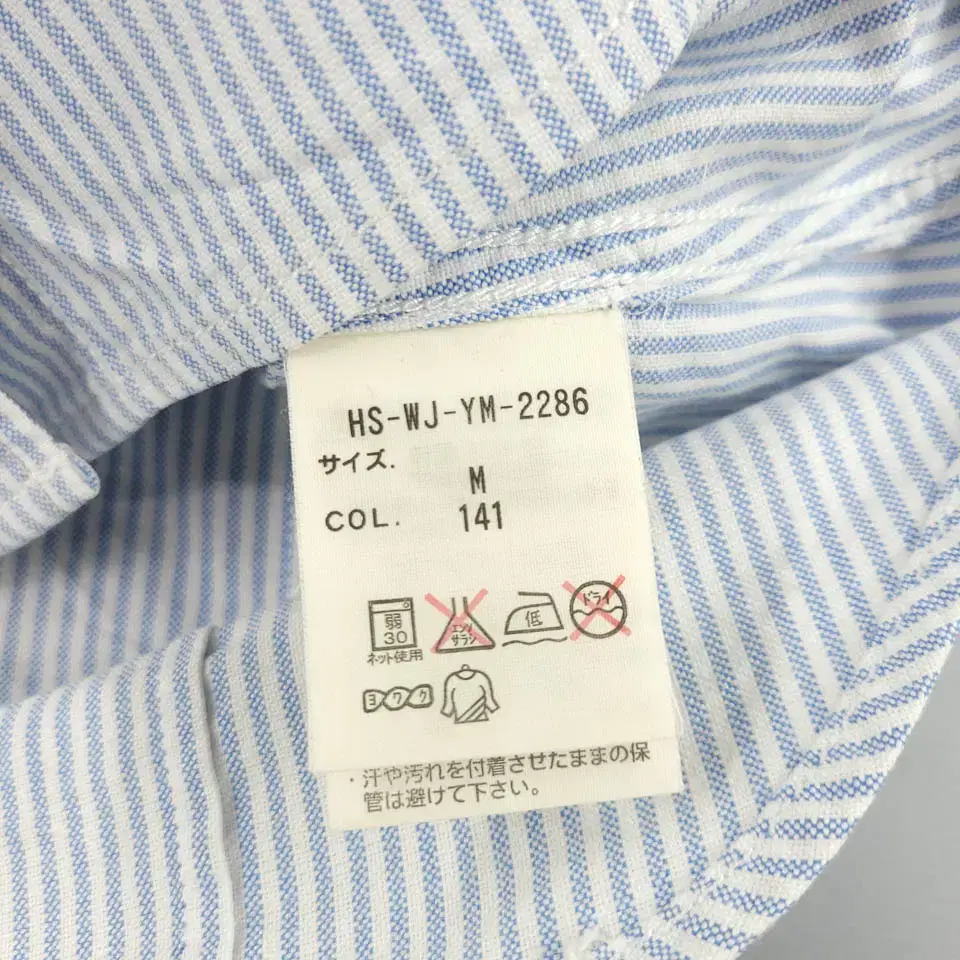 HS-WJ-YM-2286
サイズ.
M
COL. 141
弱
30
ネット使用
エンソ
サラシ
低
ドライ
ヨワク
・汗や汚れを付着させたままの保
管は避けて下さい。